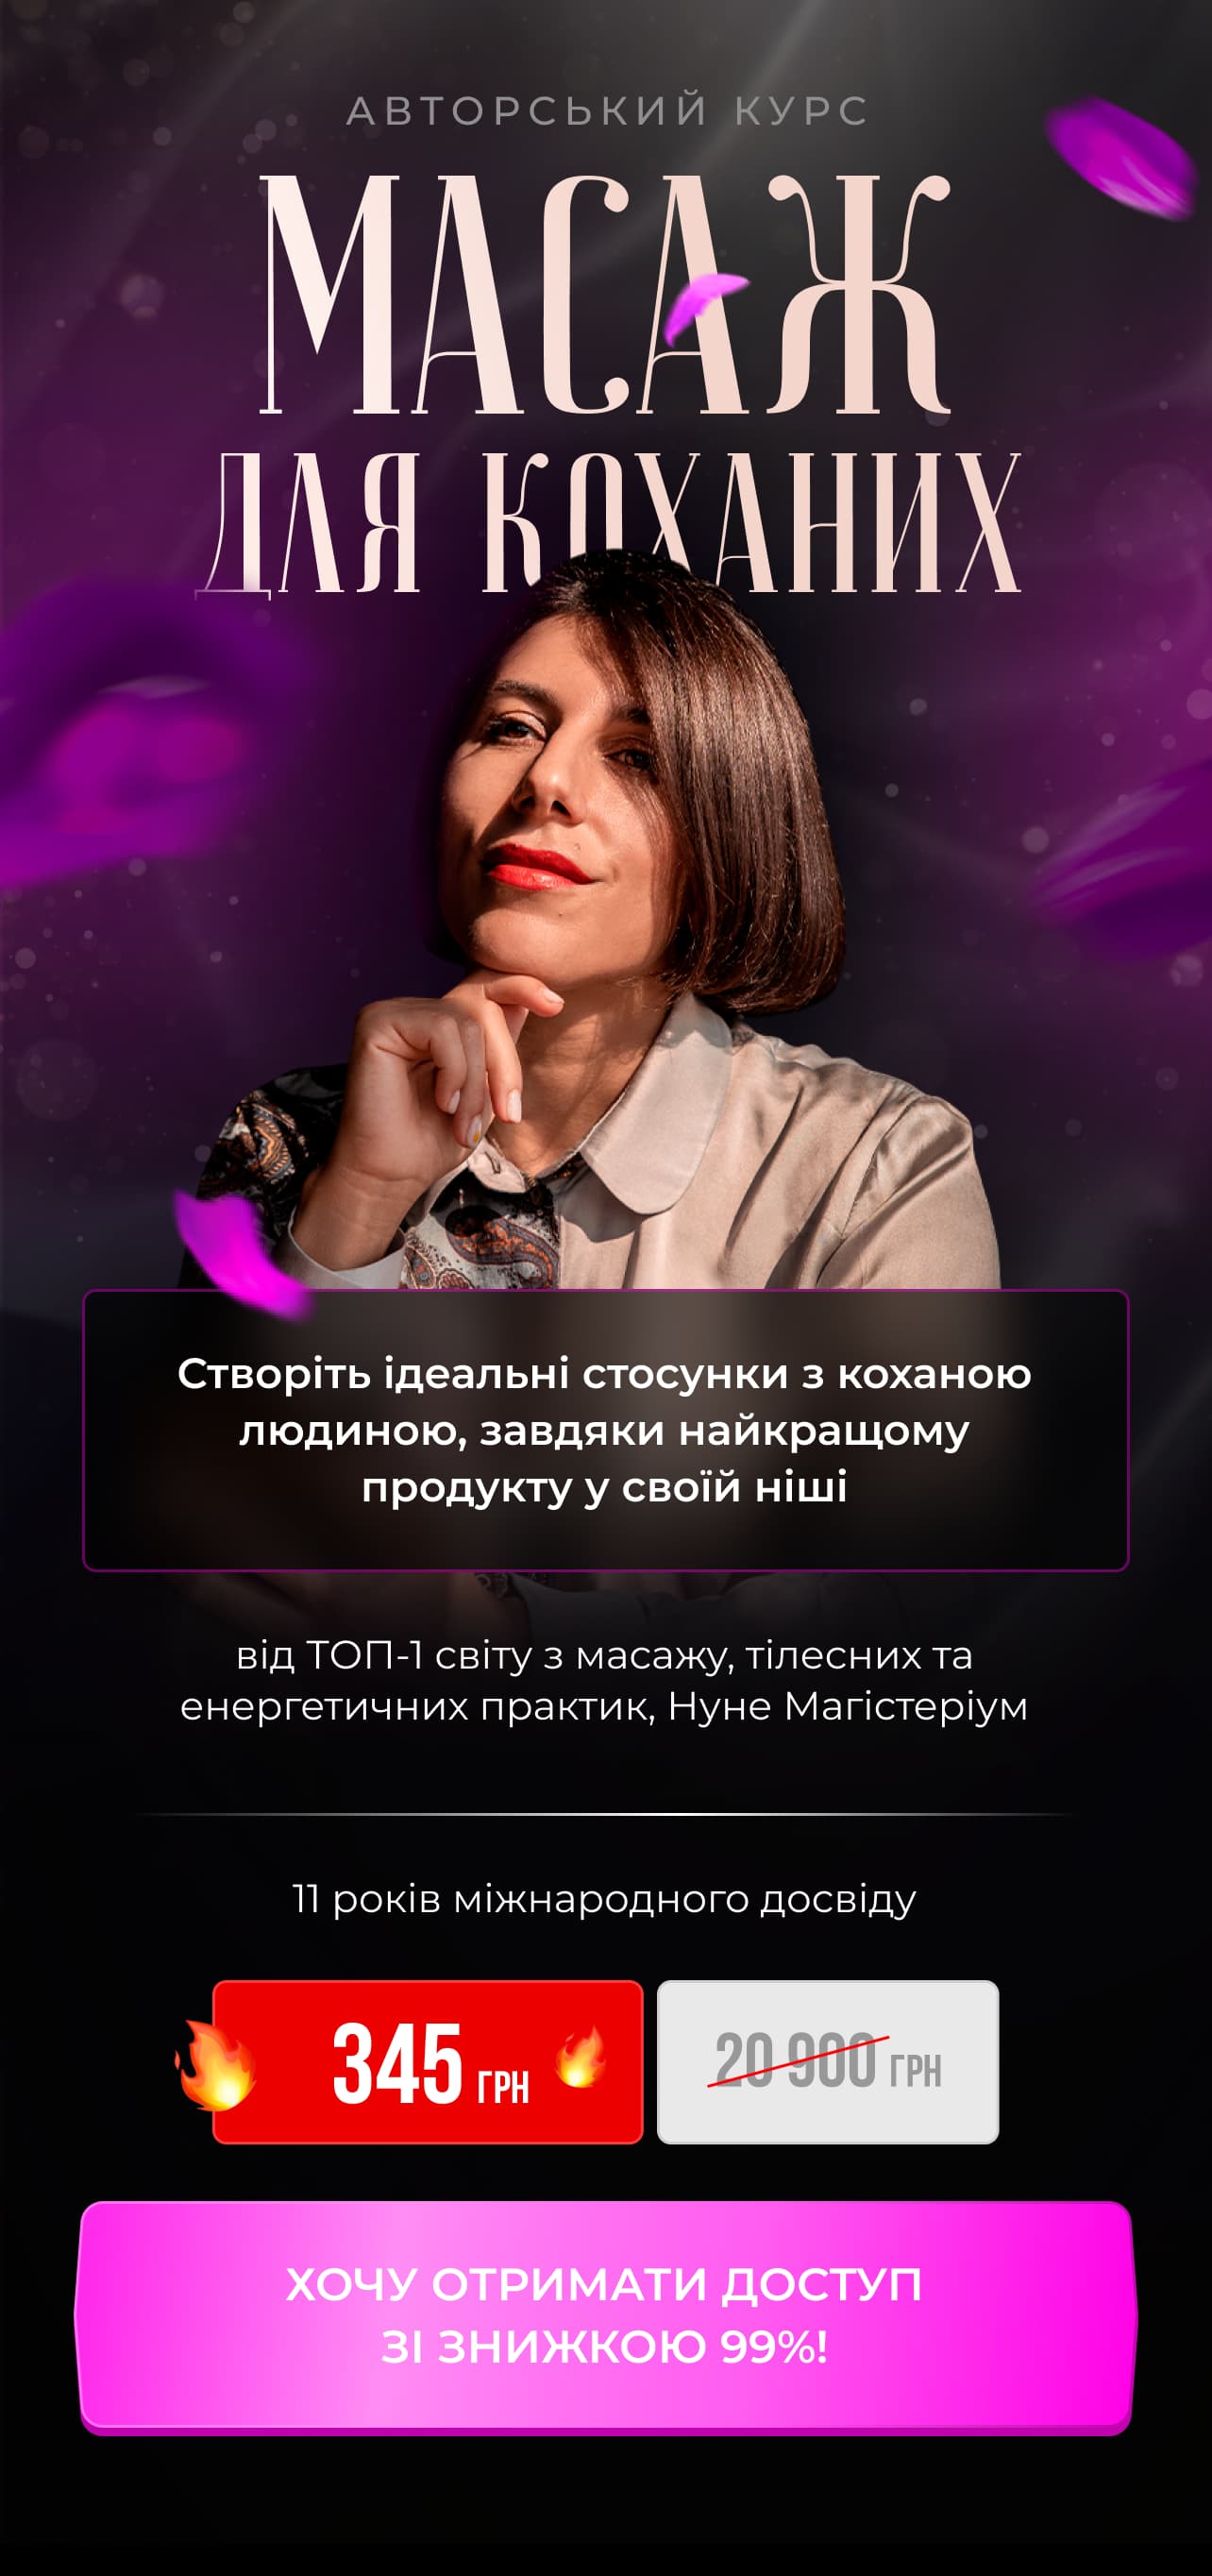 АВТОРСЬКИЙ КУРС
МАСАЖ
ДЛЯ КОХАНИХ
Створіть ідеальні стосунки з коханою
людиною, завдяки найкращому
продукту у своїй ніші
від ТОП-1 світу з масажу, тілесних та
енергетичних практик, Нуне Магістеріум
11 років міжнародного досвіду
345 ГРН
20 900 ГРН
ХОЧУ ОТРИМАТИ ДОСТУП
ЗІ ЗНИЖКОЮ 99%!